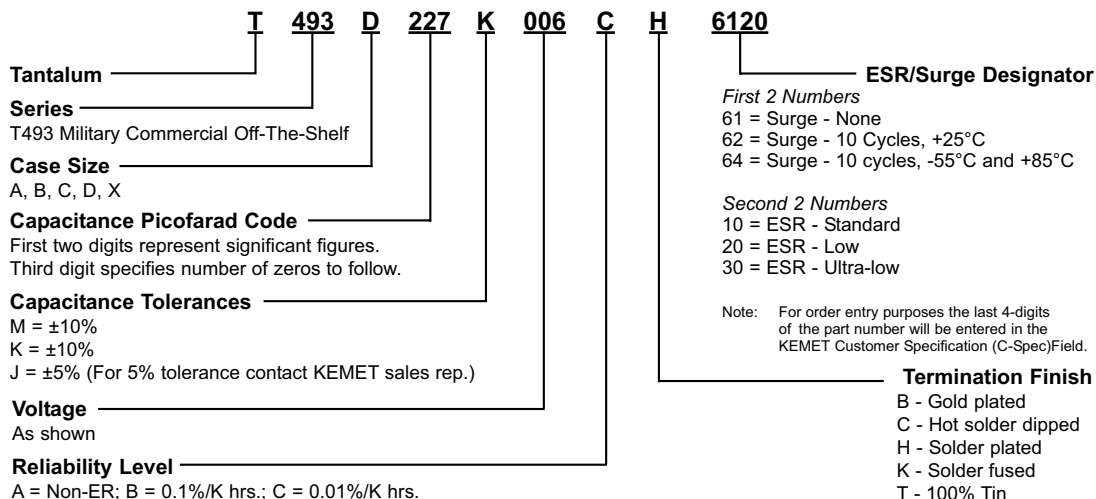 T 493 D 227 K 006 C H 6120
Tantalum
Series
T493 Military Commercial Off-The-Shelf
Case Size
A, B, C, D, X
Capacitance Picofarad Code
First two digits represent significant figures.
Third digit specifies number of zeros to follow.
Capacitance Tolerances
M = ±10%
K = ±10%
J = ±5% (For 5% tolerance contact KEMET sales rep.)
Voltage
As shown
Reliability Level
A = Non-ER; B = 0.1%/K hrs.; C = 0.01%/K hrs.
ESR/Surge Designator
First 2 Numbers
61 = Surge - None
62 = Surge - 10 Cycles, +25°C
64 = Surge - 10 cycles, -55°C and +85°C
Second 2 Numbers
10 = ESR - Standard
20 = ESR - Low
30 = ESR - Ultra-low
Note: For order entry purposes the last 4-digits
of the part number will be entered in the
KEMET Customer Specification (C-Spec)Field.
Termination Finish
B - Gold plated
C - Hot solder dipped
H - Solder plated
K - Solder fused
T - 100% Tin